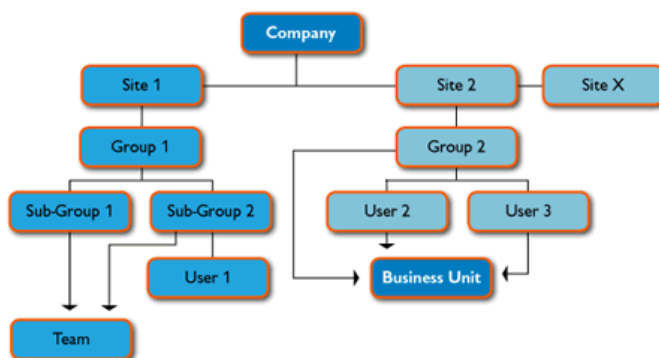 Company
Site 1
Site 2
Site X
Group 1
Group 2
Sub-Group 1
Sub-Group 2
User 2
User 3
User 1
Business Unit
Team